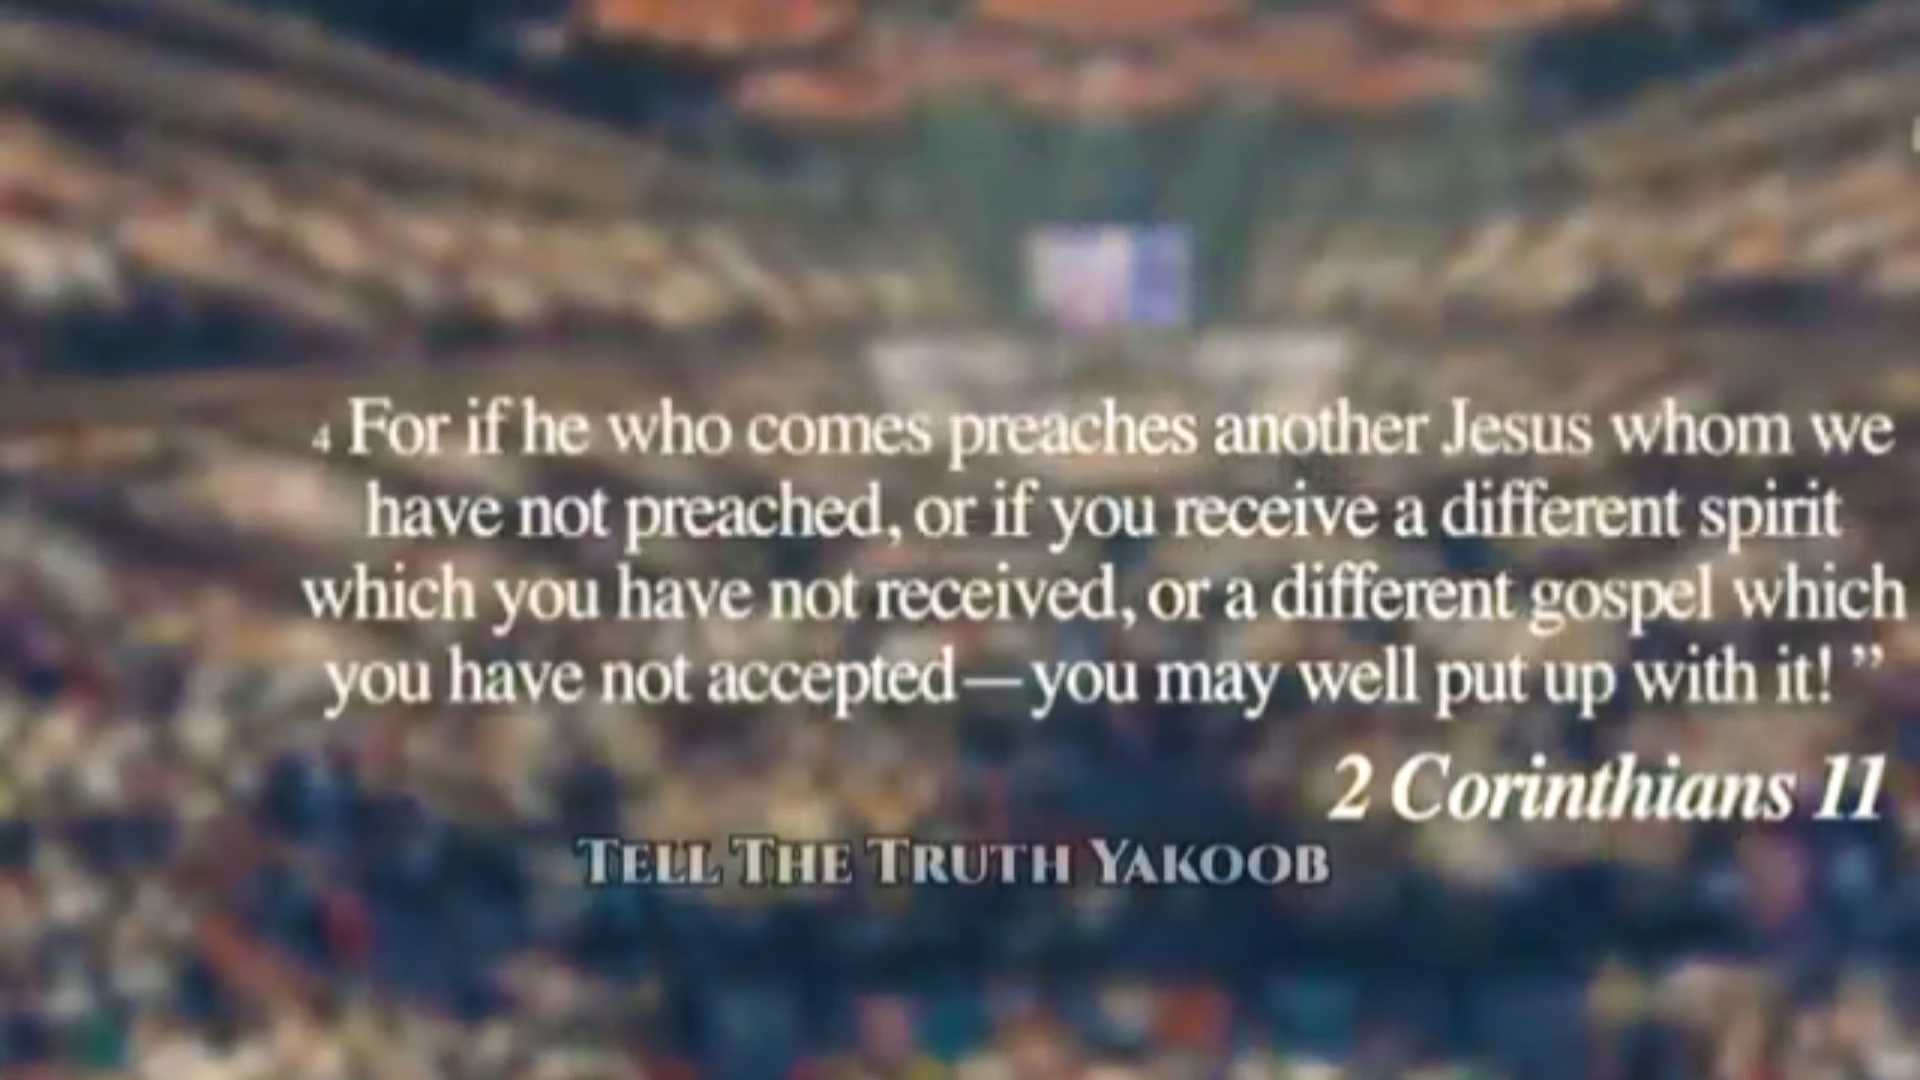 4 For if he who comes preaches another Jesus whom we
have not preached, or if you receive a different spirit
which you have not received, or a different gospel which
you have not accepted—you may well put up with it! ”
2 Corinthians 11
TELL THE TRUTH YAKOOB